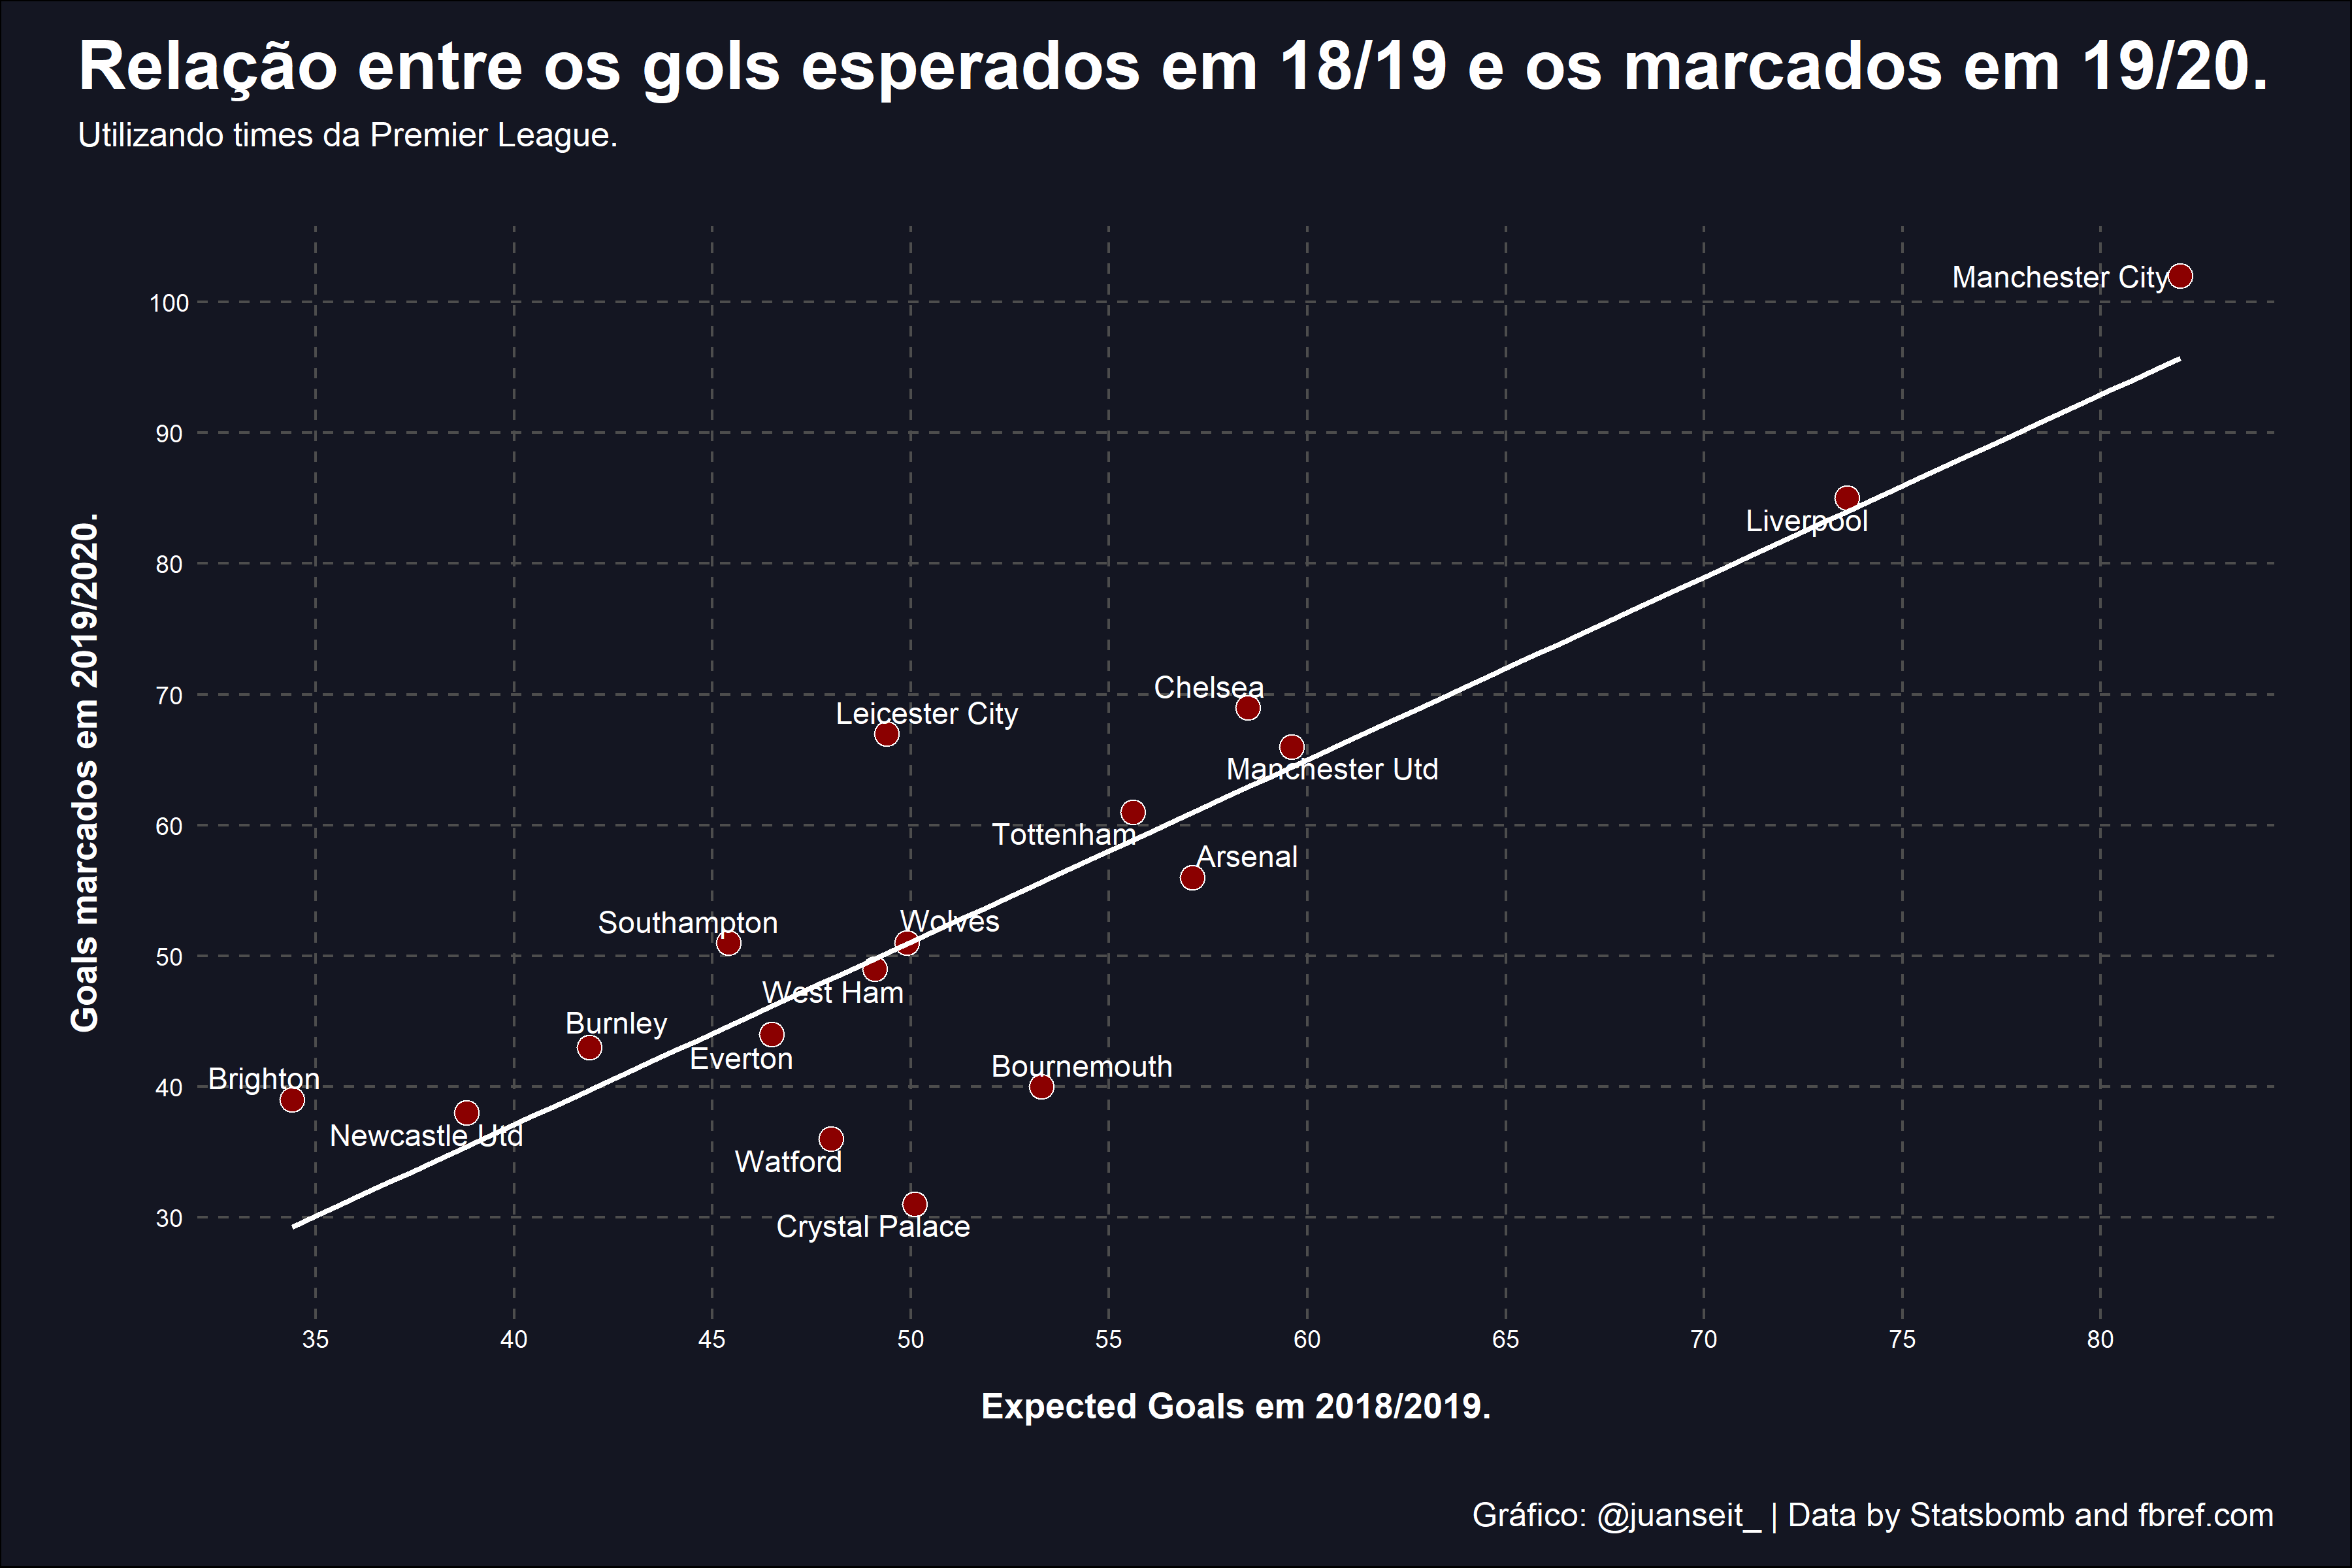 Relação entre os gols esperados em 18/19 e os marcados em 19/20.
Utilizando times da Premier League.
Goals marcados em 2019/2020.
100
90
80
70
60
50
40
30
Manchester City
Liverpool
Chelsea
Leicester City
Manchester Utd
Tottenham
Arsenal
Southampton
Wolves
West Ham
Burnley
Everton
Bournemouth
Brighton
Newcastle Utd
Watford
Crystal Palace
35 40 45 50 55 60 65 70 75 80
Expected Goals em 2018/2019.
Gráfico: @juanseit_ | Data by Statsbomb and fbref.com